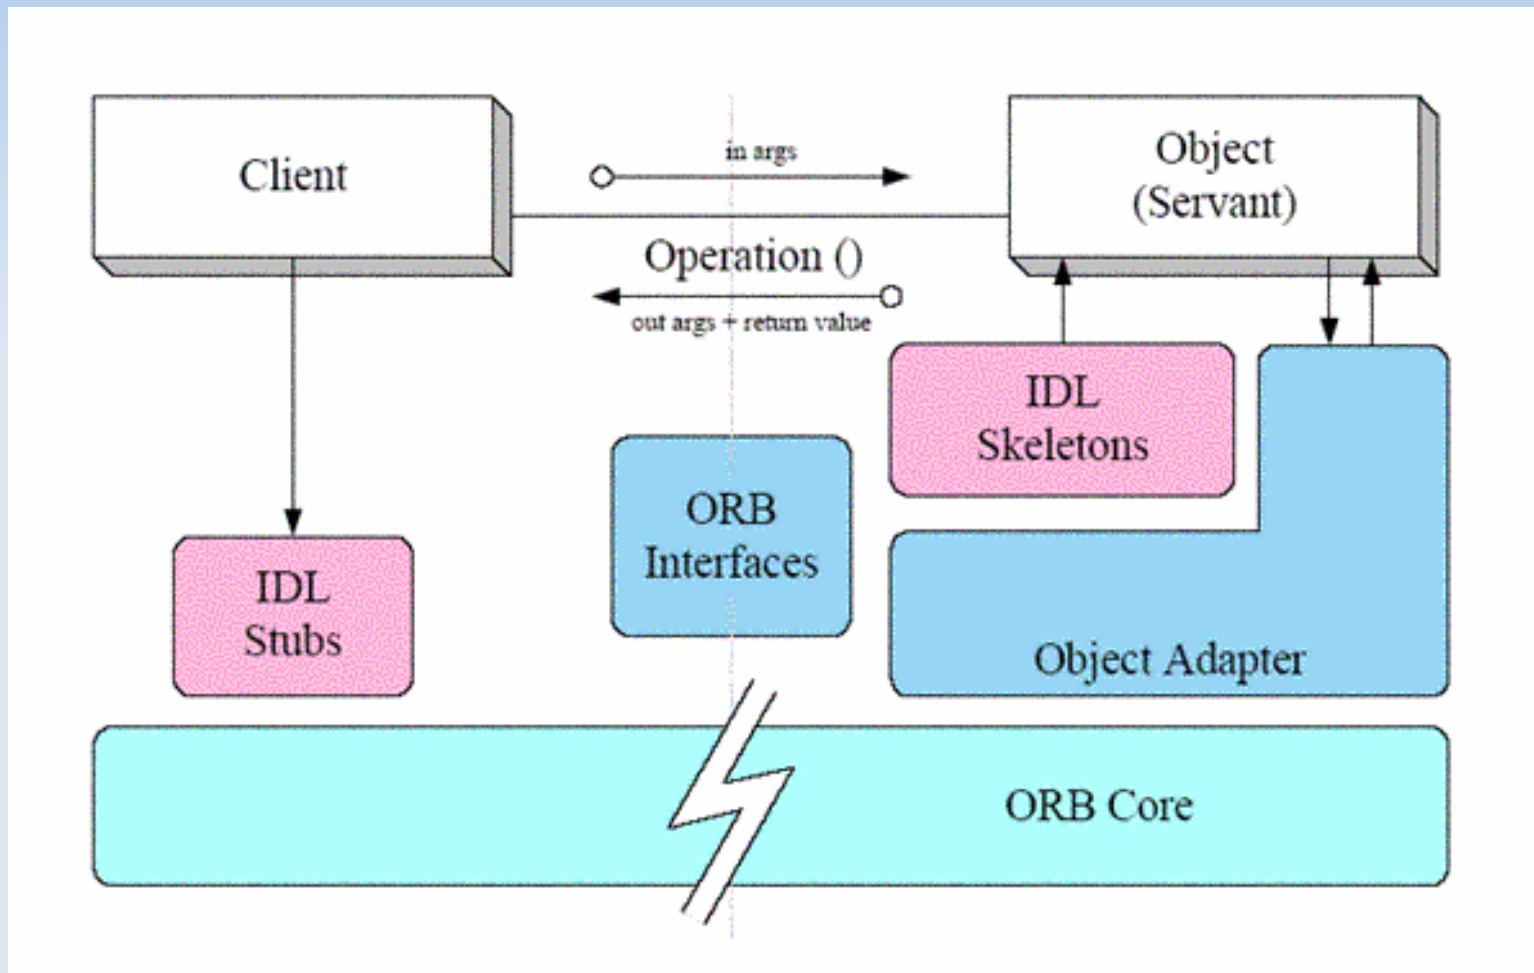 Client
in args
Object
(Servant)
Operation ()
out args + return value
IDL
Skeletons
ORB
Interfaces
IDL
Stubs
Object Adapter
ORB Core